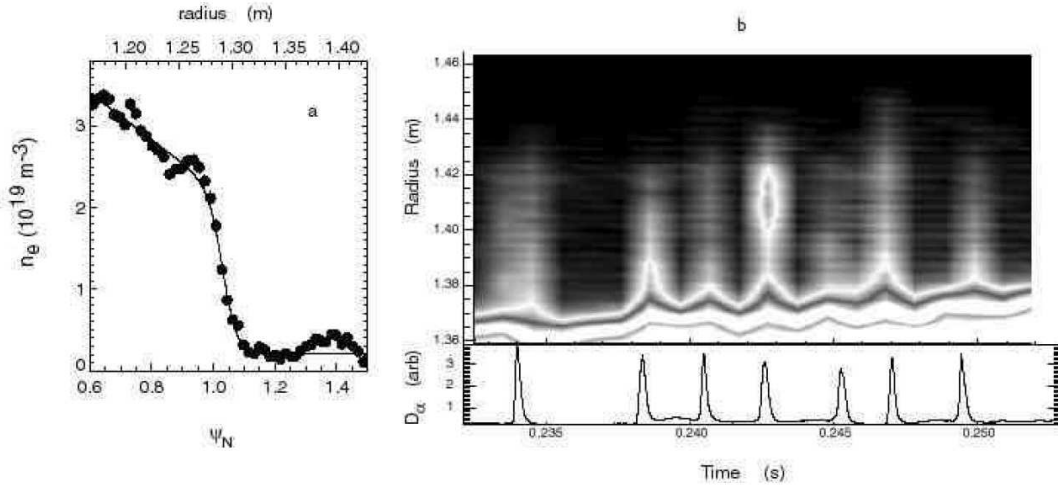 radius (m)
1.20 1.25 1.30 1.35 1.40
a
3
2
1
0
n_e (10^19 m^-3)
0.6 0.8 1.0 1.2 1.4
ψ_N
b
1.46
1.44
1.42
1.40
1.38
1.36
Radius (m)
3
2
1
D_α (arb)
0.235 0.240 0.245 0.250
Time (s)